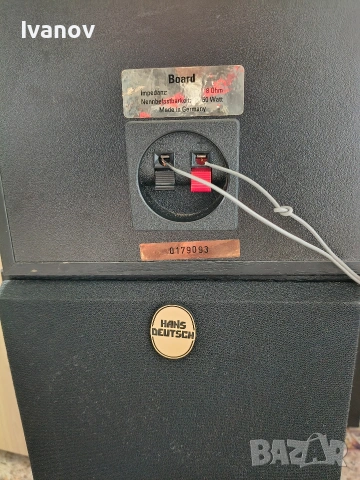 Ivanov
Board
Impedanz: 8 Ohm
Nennbelastbarkeit: 50 Watt
Made in Germany
0179093
HANS
DEUTSCH
BAZAR